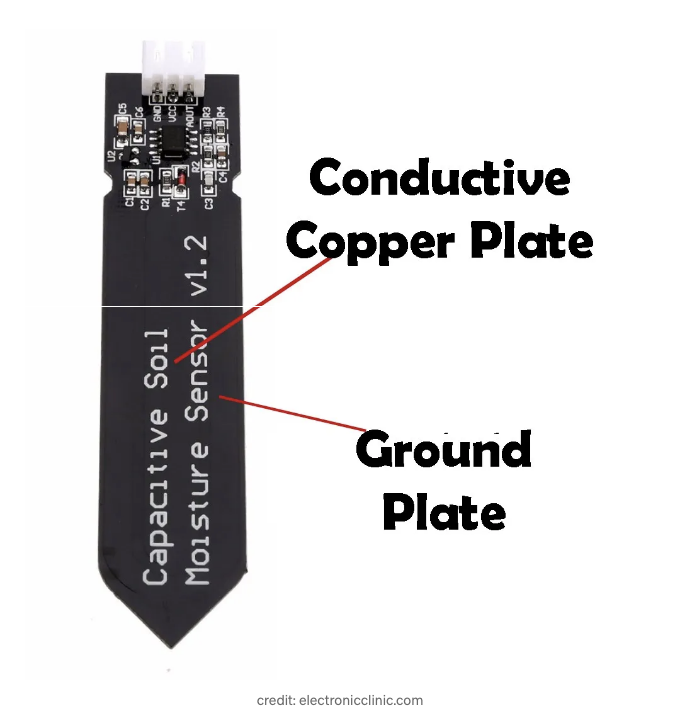 GND
VCC
AOUT
C5
C6
R3
R4
U2
U1
R2
C4
C1
C2
R1
T4
C3
Conductive
Copper Plate
Capacitive Soil
Moisture Sensor v1.2
Ground
Plate
credit: electronicclinic.com